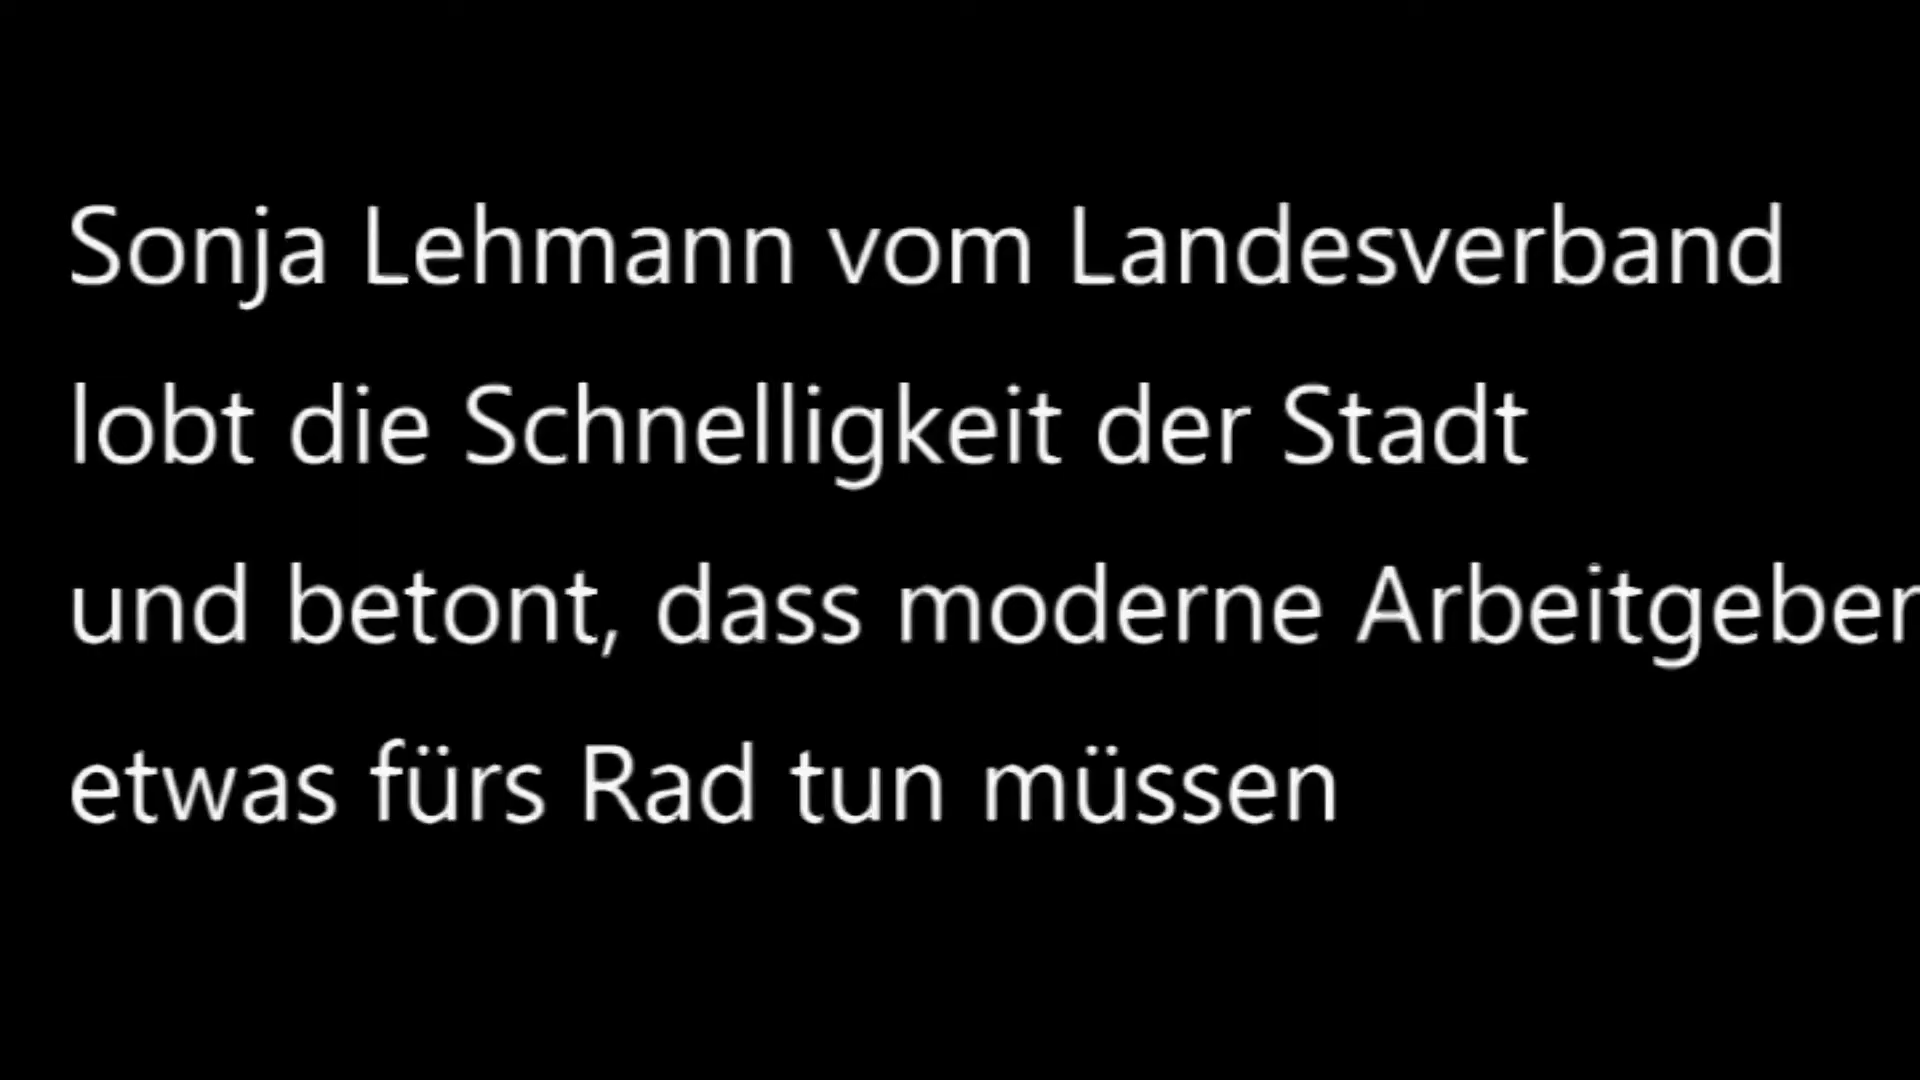 Sonja Lehmann vom Landesverband
lobt die Schnelligkeit der Stadt
und betont, dass moderne Arbeitgeber
etwas fürs Rad tun müssen